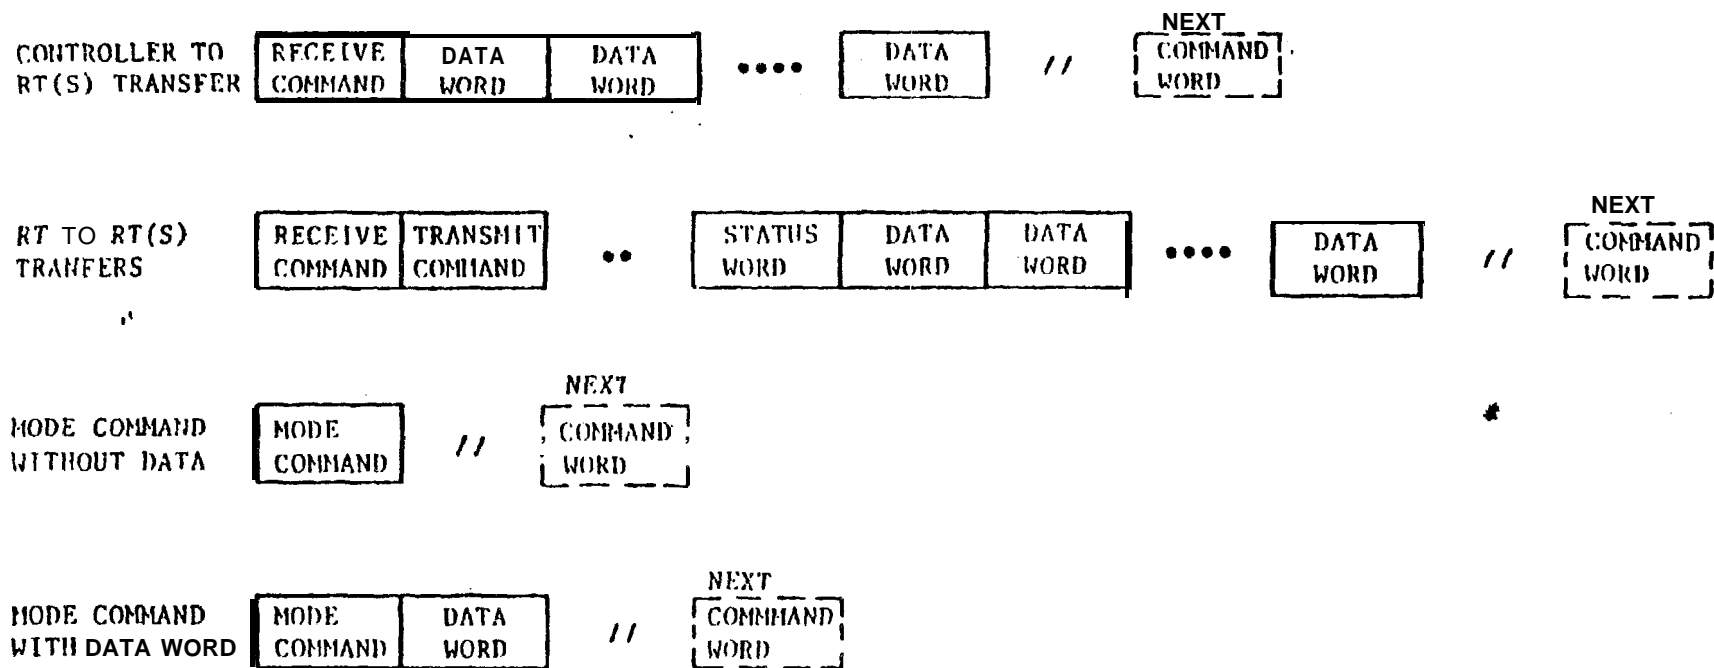 CONTROLLER TO
RT(S) TRANSFER
RECEIVE
COMMAND
DATA
WORD
DATA
WORD
••••
DATA
WORD
//
NEXT
COMMAND
WORD
RT TO RT(S)
TRANFERS
RECEIVE
COMMAND
TRANSMIT
COMMAND
••
STATUS
WORD
DATA
WORD
DATA
WORD
••••
DATA
WORD
//
NEXT
COMMAND
WORD
MODE COMMAND
WITHOUT DATA
MODE
COMMAND
//
NEXT
COMMAND
WORD
*
MODE COMMAND
WITH DATA WORD
MODE
COMMAND
DATA
WORD
//
NEXT
COMMMAND
WORD